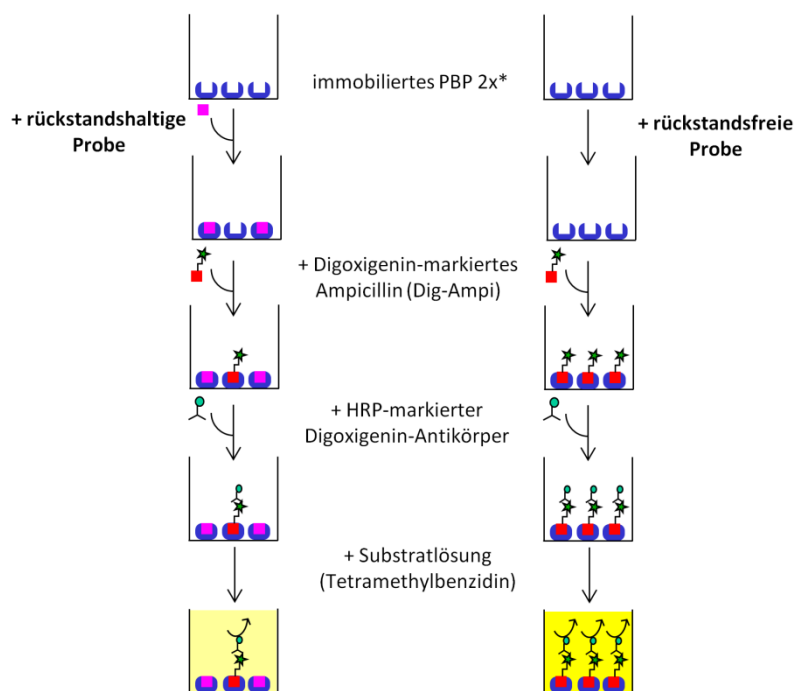 immobiliertes PBP 2x*
+ rückstandshaltige
Probe
+ rückstandsfreie
Probe
+ Digoxigenin-markiertes
Ampicillin (Dig-Ampi)
+ HRP-markierter
Digoxigenin-Antikörper
+ Substratlösung
(Tetramethylbenzidin)